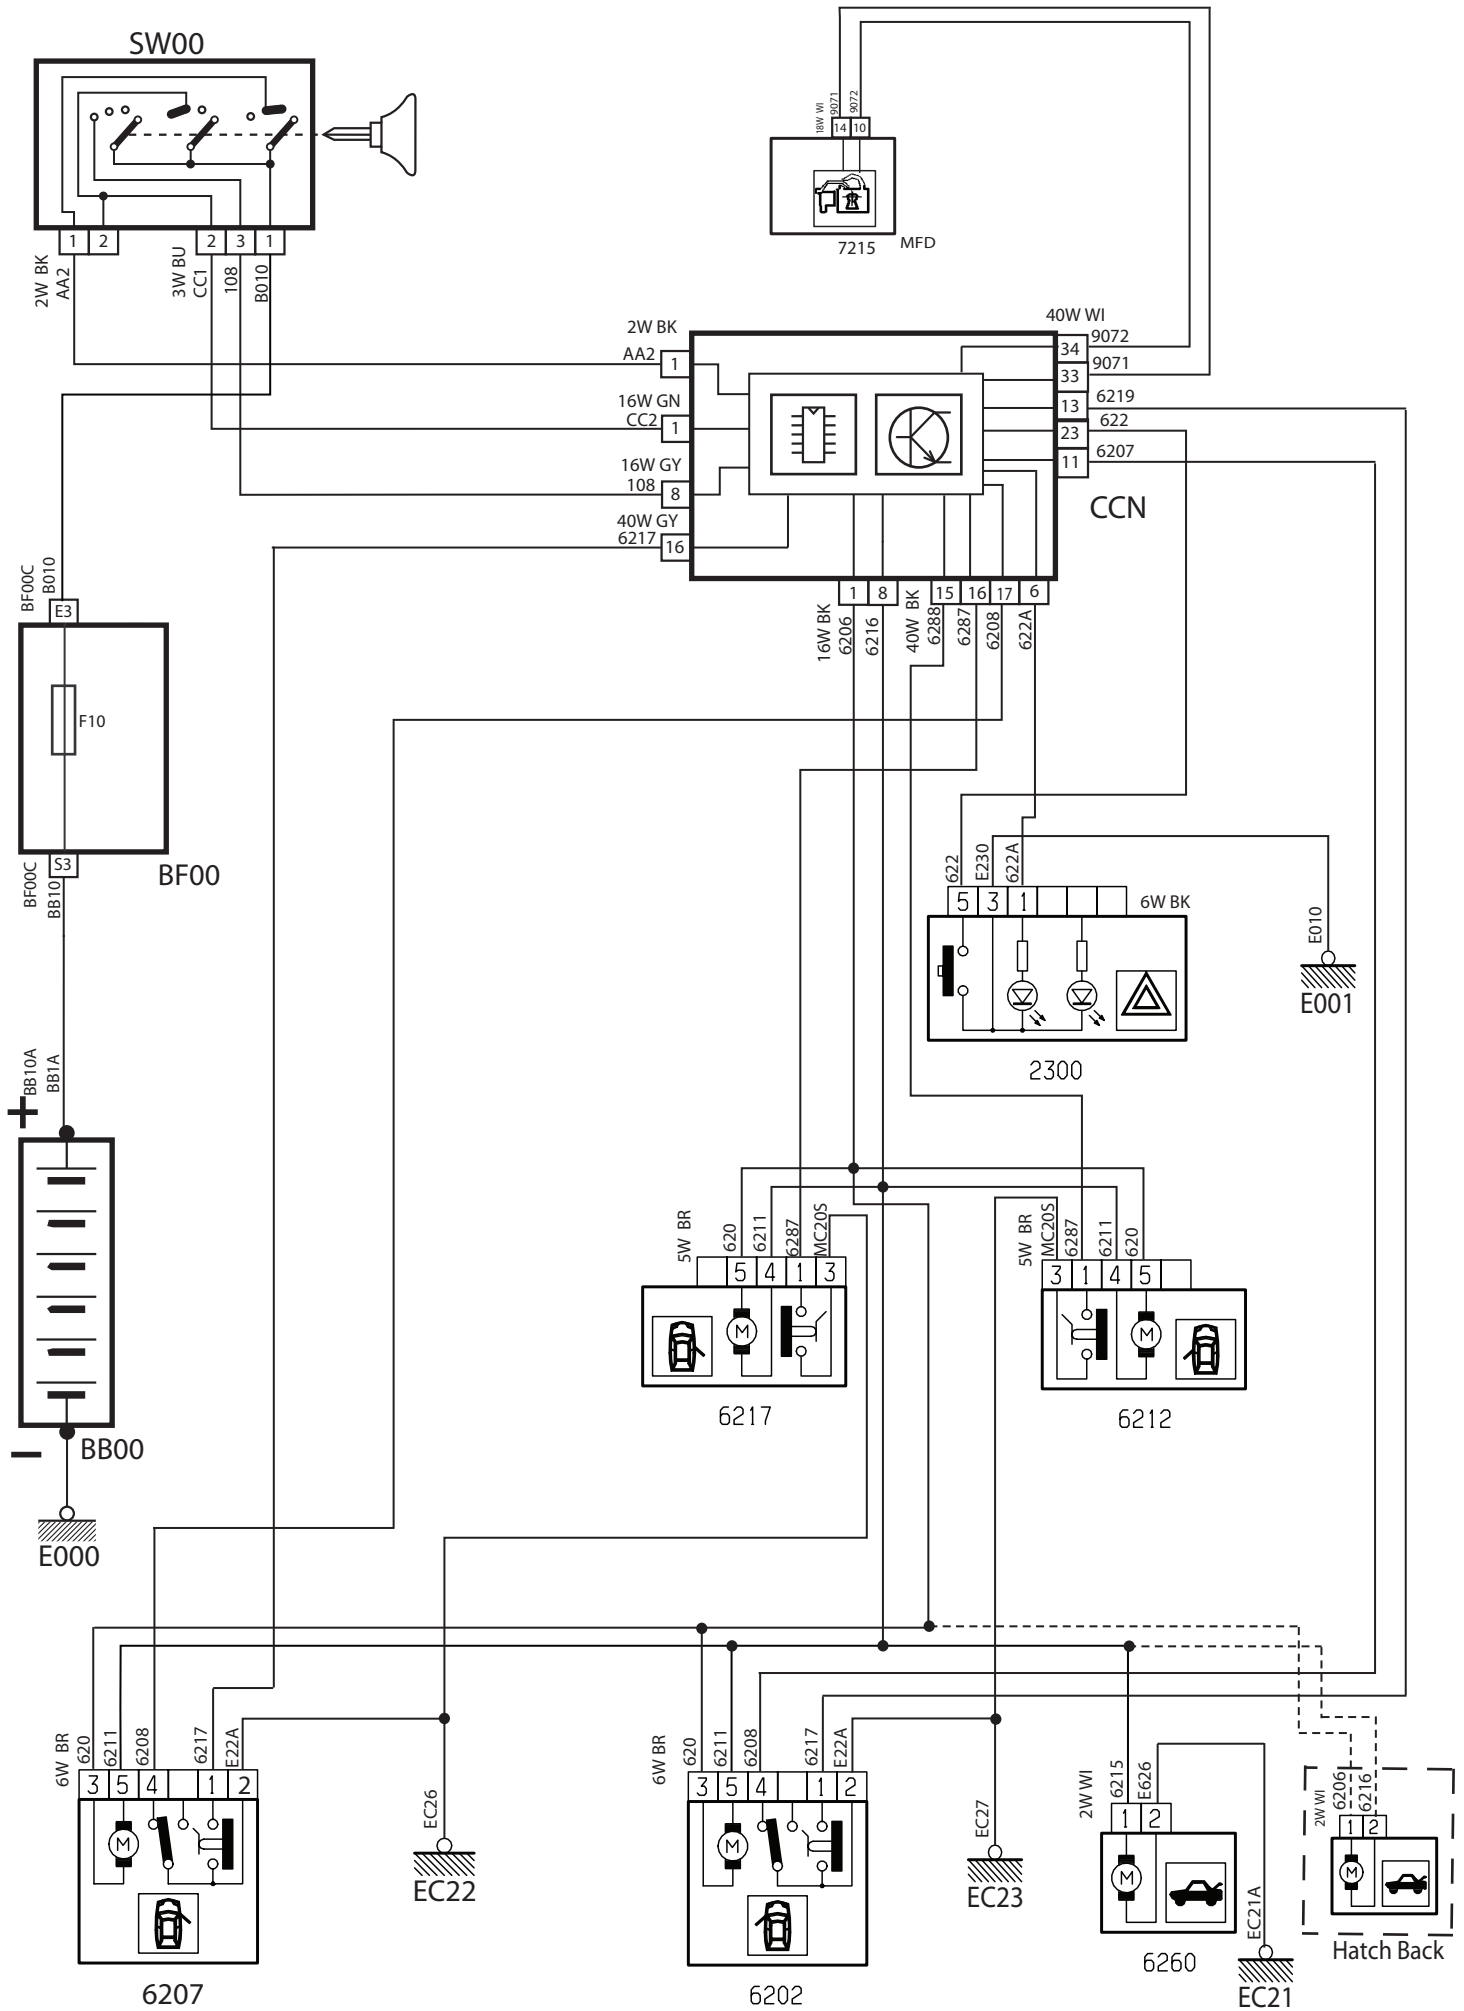 SW00
1 2
2 3 1
2W BK
AA2
3W BU
CC1
108
B010
18W WI
9071
9072
14 10
7215
MFD
2W BK
AA2
1
16W GN
CC2
1
16W GY
108
8
40W GY
6217
16
40W WI
34
9072
33
9071
13
6219
23
622
11
6207
CCN
1 8
15 16 17 6
16W BK
6206
6216
40W BK
6288
6287
6208
622A
BF00C
B010
E3
F10
S3
BF00C
BB10
BF00
BB10A
BB1A
+
−
BB00
E000
622
E230
622A
5 3 1
6W BK
2300
E010
E001
5W BR
620
6211
6287
MC20S
5 4 1 3
M
6217
5W BR
MC20S
6287
6211
620
3 1 4 5
M
6212
6W BR
620
6211
6208
6217
E22A
3 5 4 1 2
M
6207
EC26
EC22
6W BR
620
6211
6208
6217
E22A
3 5 4 1 2
M
6202
EC27
EC23
2W WI
6215
E626
1 2
M
6260
EC21A
EC21
2W WI
6206
6216
1 2
M
Hatch Back